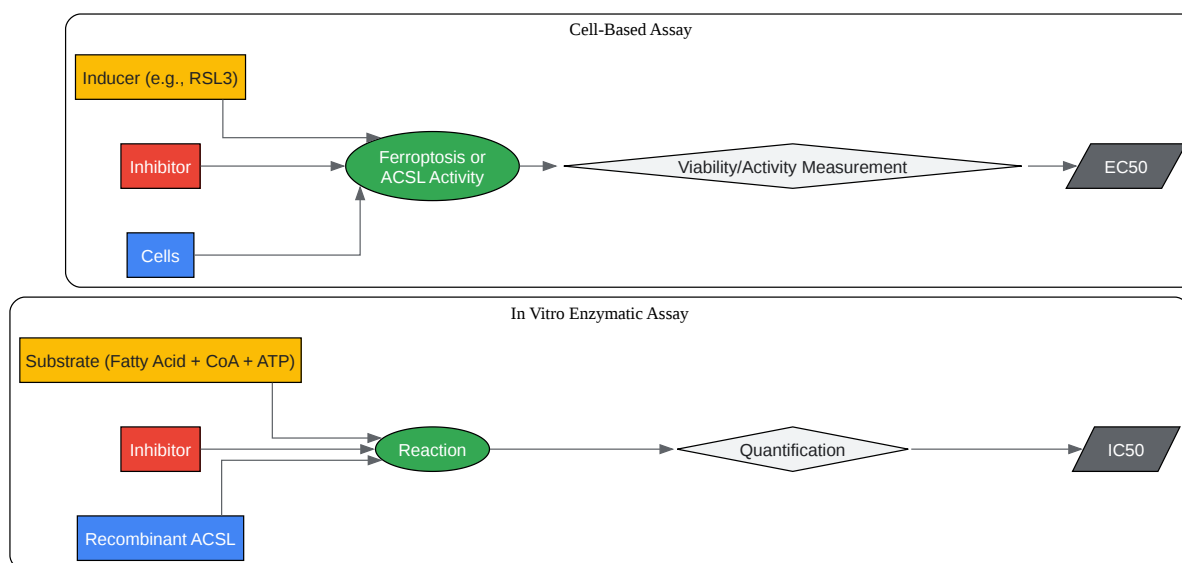 Cell-Based Assay
Inducer (e.g., RSL3)
Inhibitor
Cells
Ferroptosis or
ACSL Activity
Viability/Activity Measurement
EC50
In Vitro Enzymatic Assay
Substrate (Fatty Acid + CoA + ATP)
Inhibitor
Recombinant ACSL
Reaction
Quantification
IC50